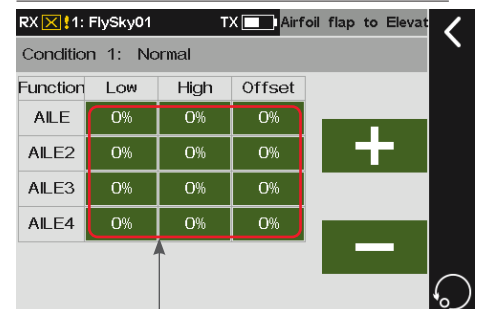 RX ! 1: FlySky01 TX Airfoil flap to Elevat
Condition 1: Normal
Function Low High Offset
AILE 0% 0% 0%
AILE2 0% 0% 0%
AILE3 0% 0% 0%
AILE4 0% 0% 0%